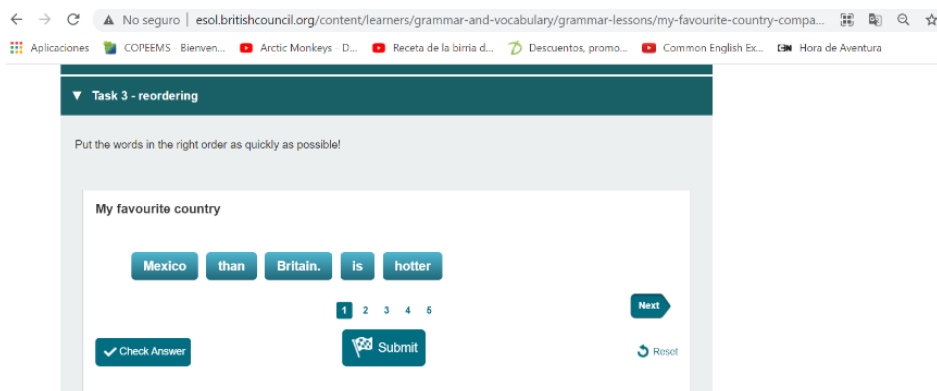 No seguro | esol.britishcouncil.org/content/learners/grammar-and-vocabulary/grammar-lessons/my-favourite-country-compa...
Aplicaciones COPEEMS - Bienven... Arctic Monkeys - D... Receta de la birria d... Descuentos, promo... Common English Ex... CN Hora de Aventura
Task 3 - reordering
Put the words in the right order as quickly as possible!
My favourite country
Mexico than Britain. is hotter
1 2 3 4 5
Next
Check Answer
Submit
Reset